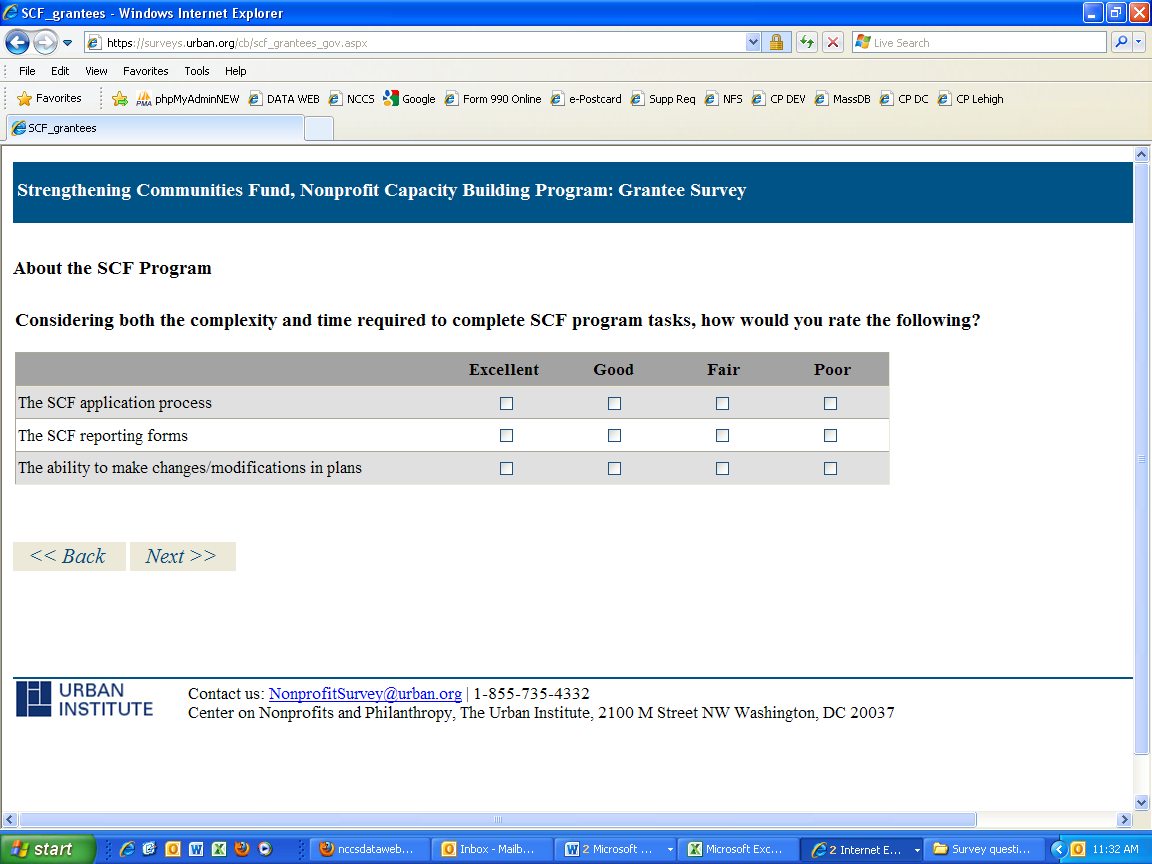 SCF_grantees - Windows Internet Explorer
https://surveys.urban.org/cb/scf_grantees_gov.aspx
Live Search
File Edit View Favorites Tools Help
Favorites phpMyAdminNEW DATA WEB NCCS Google Form 990 Online e-Postcard Supp Req NFS CP DEV MassDB CP DC CP Lehigh
SCF_grantees
Strengthening Communities Fund, Nonprofit Capacity Building Program: Grantee Survey
About the SCF Program
Considering both the complexity and time required to complete SCF program tasks, how would you rate the following?
Excellent Good Fair Poor
The SCF application process
The SCF reporting forms
The ability to make changes/modifications in plans
<< Back Next >>
URBAN INSTITUTE
Contact us: NonprofitSurvey@urban.org | 1-855-735-4332
Center on Nonprofits and Philanthropy, The Urban Institute, 2100 M Street NW Washington, DC 20037
start nccsdataweb... Inbox - Mailb... 2 Microsoft ... Microsoft Exc... 2 Internet E... Survey questi... 11:32 AM